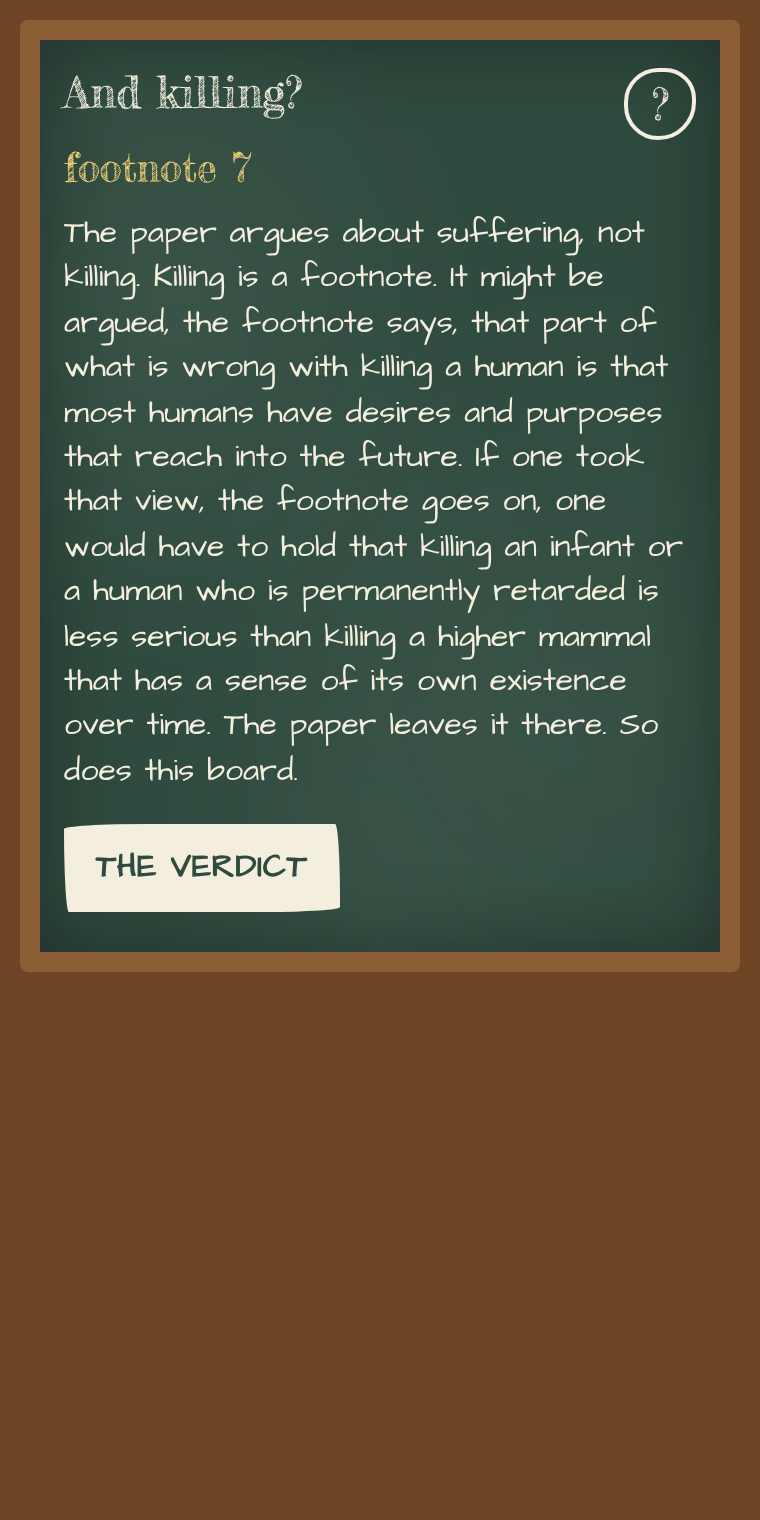 And killing?
?
footnote 7
The paper argues about suffering, not
killing. Killing is a footnote. It might be
argued, the footnote says, that part of
what is wrong with killing a human is that
most humans have desires and purposes
that reach into the future. If one took
that view, the footnote goes on, one
would have to hold that killing an infant or
a human who is permanently retarded is
less serious than killing a higher mammal
that has a sense of its own existence
over time. The paper leaves it there. So
does this board.
THE VERDICT